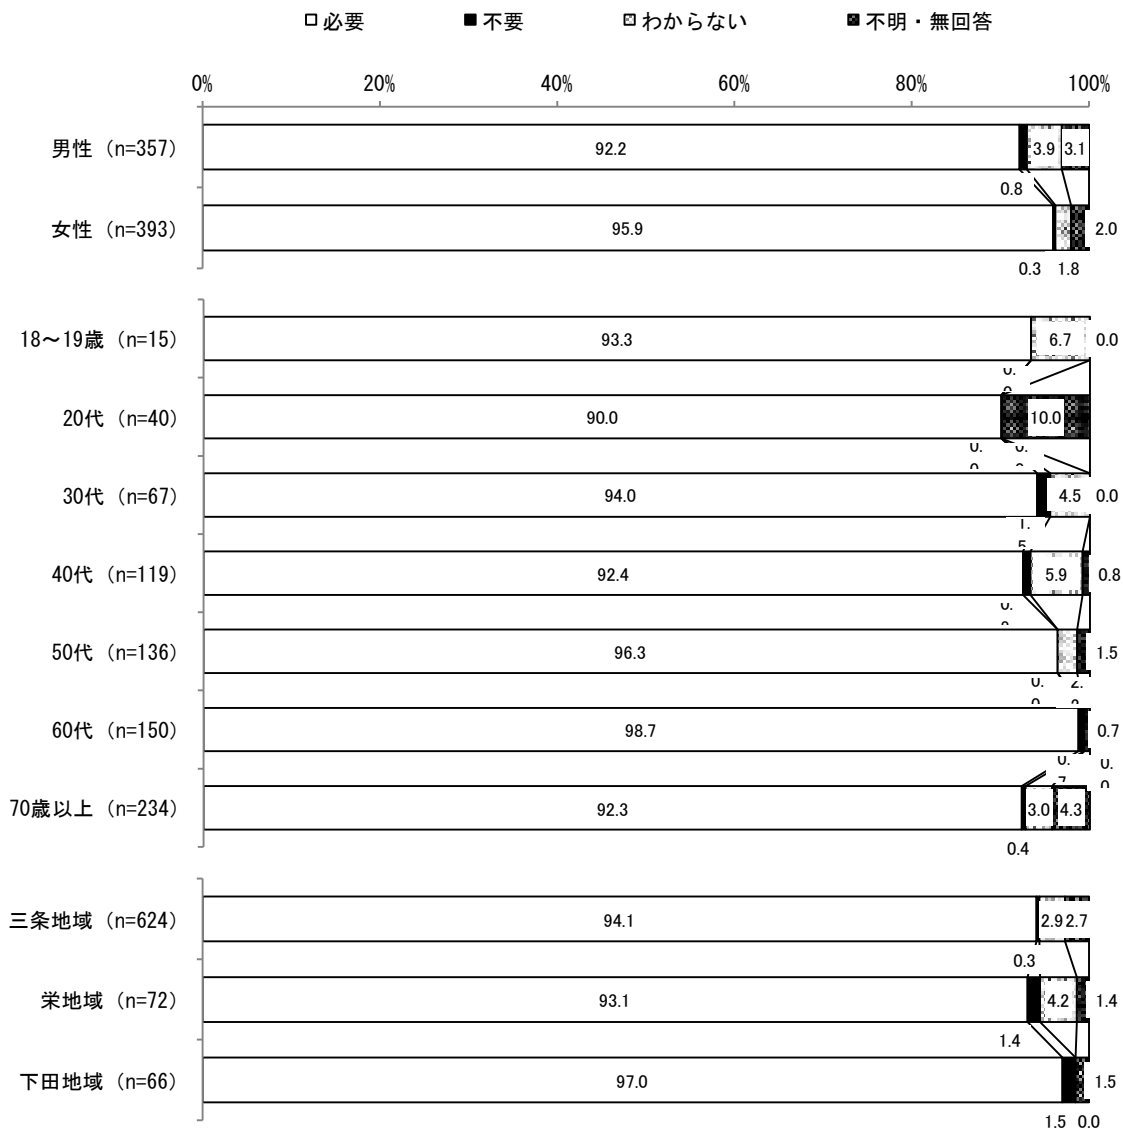 必要 不要 わからない 不明・無回答
0% 20% 40% 60% 80% 100%
男性 (n=357) 92.2 3.9 3.1
0.8
女性 (n=393) 95.9 2.0
0.3 1.8
18~19歳 (n=15) 93.3 6.7 0.0
20代 (n=40) 90.0 10.0
30代 (n=67) 94.0 4.5 0.0
40代 (n=119) 92.4 5.9 0.8
50代 (n=136) 96.3 1.5
60代 (n=150) 98.7 0.7
70歳以上 (n=234) 92.3 3.0 4.3
0.4
三条地域 (n=624) 94.1 2.9 2.7
0.3
栄地域 (n=72) 93.1 4.2 1.4
1.4
下田地域 (n=66) 97.0 1.5
1.5 0.0